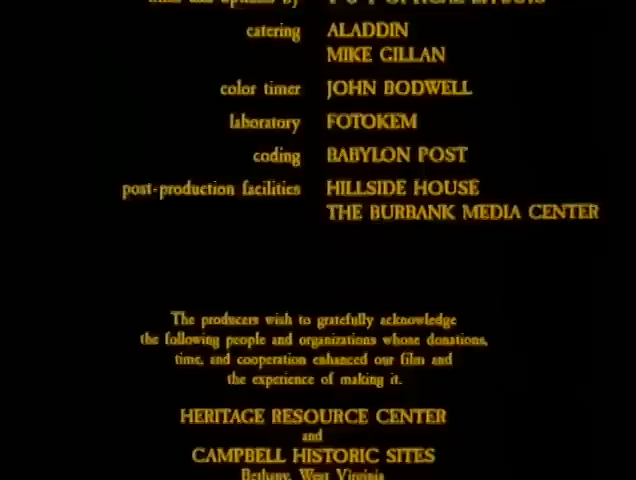 catering ALADDIN
MIKE GILLAN
color timer JOHN BODWELL
laboratory FOTOKEM
coding BABYLON POST
post-production facilities HILLSIDE HOUSE
THE BURBANK MEDIA CENTER
The producers wish to gratefully acknowledge
the following people and organizations whose donations,
time, and cooperation enhanced our film and
the experience of making it.
HERITAGE RESOURCE CENTER
and
CAMPBELL HISTORIC SITES
Bethany, West Virginia